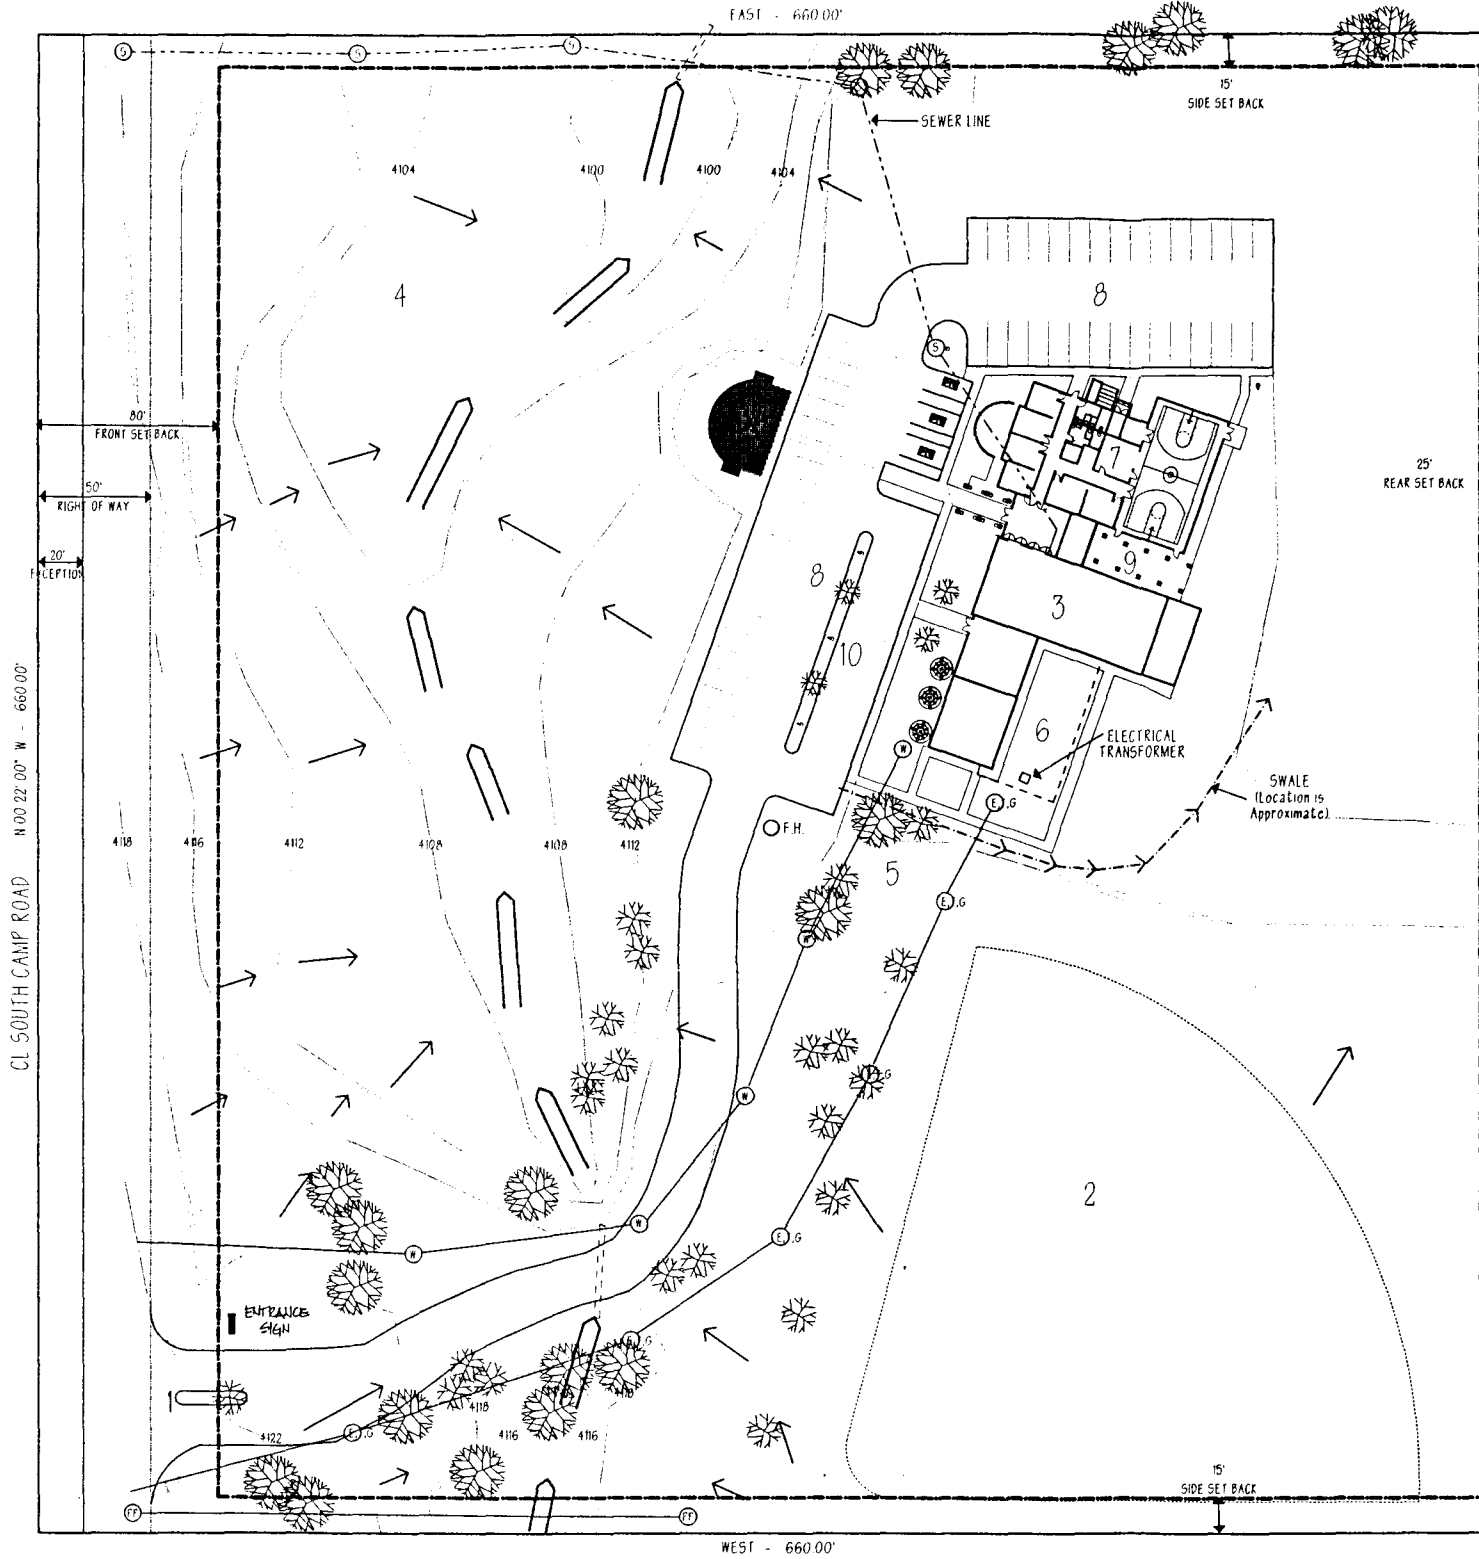 EAST - 660.00'
S
S
S
15'
SIDE SET BACK
SEWER LINE
4104
4100
4100
4104
4
8
S
80'
FRONT SET BACK
7
25'
REAR SET BACK
50'
RIGHT OF WAY
20'
EXCEPTION
8
9
3
10
CL SOUTH CAMP ROAD N 00 22' 00" W - 660.00'
6
ELECTRICAL
TRANSFORMER
W
SWALE
(Location is
Approximate)
E, G
F.H.
4118
4116
4112
4108
4108
4112
5
E, G
W
W
2
W
W
E, G
ENTRANCE
SIGN
1
4118
4118
4122
E, G
4116
4116
15'
SIDE SET BACK
FF
FF
WEST - 660.00'